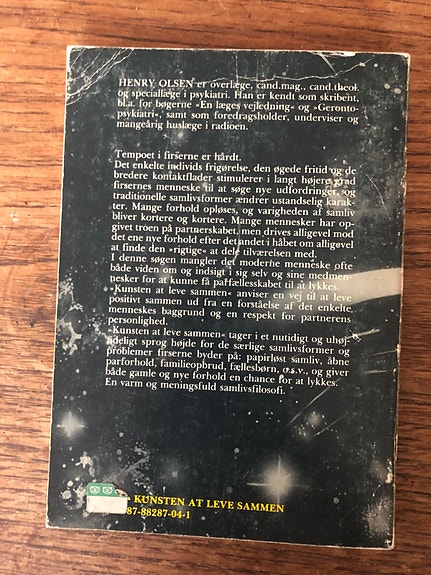 HENRY OLSEN er overlæge, cand.mag., cand.theol.
og speciallæge i psykiatri. Han er kendt som skribent,
bl.a. for bøgerne »En læges vejledning« og »Geronto-
psykiatri«, samt som foredragsholder, underviser og
mangeårig huslæge i radioen.
Tempoet i firserne er hårdt.
Det enkelte individs frigørelse, den øgede fritid og de
bredere kontaktflader stimulerer i langt højere grad
firsernes menneske til at søge nye udfordringer, og
traditionelle samlivsformer ændrer ustandselig karak-
ter. Mange forhold opløses, og varigheden af samliv
bliver kortere og kortere. Mange mennesker har op-
givet troen på partnerskabet, men drives alligevel mod
det ene nye forhold efter det andet i håbet om alligevel
at finde den »rigtige« at dele tilværelsen med.
I denne søgen mangler det moderne menneske ofte
både viden om og indsigt i sig selv og sine medmen-
nesker for at kunne få parfællesskabet til at lykkes.
»Kunsten at leve sammen« anviser en vej til at leve
positivt sammen ud fra en forståelse af det enkelte
menneskes baggrund og en respekt for partnerens
personlighed.
»Kunsten at leve sammen« tager i et nutidigt og uhøj-
tideligt sprog højde for de særlige samlivsformer og
problemer firserne byder på: papirløst samliv, åbne
parforhold, familieopbrud, fællesbørn, o.s.v., og giver
både gamle og nye forhold en chance for at lykkes.
En varm og meningsfuld samlivsfilosofi.
KUNSTEN AT LEVE SAMMEN
87-88287-04-1